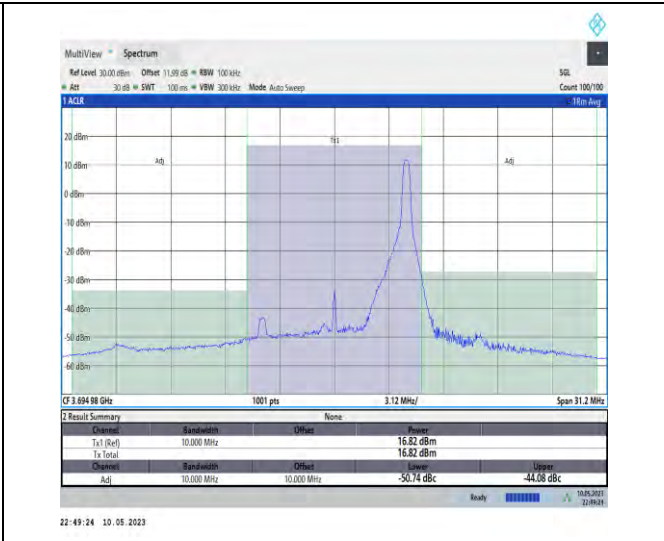 MultiView Spectrum
Ref Level 30.00 dBm Offset 11.99 dB RBW 100 kHz SGL
Att 30 dB SWT 100 ms VBW 300 kHz Mode Auto Sweep Count 100/100
1 ACLR 1Rm Avg
Tx1
20 dBm
Adj Adj
10 dBm
0 dBm
-10 dBm
-20 dBm
-30 dBm
-40 dBm
-50 dBm
-60 dBm
CF 3.694 98 GHz 1001 pts 3.12 MHz/ Span 31.2 MHz
2 Result Summary None
Channel Bandwidth Offset Power
Tx1 (Ref) 10.000 MHz 16.82 dBm
Tx Total 16.82 dBm
Channel Bandwidth Offset Lower Upper
Adj 10.000 MHz 10.000 MHz -50.74 dBc -44.08 dBc
Ready 10.05.2023
22:49:24
22:49:24 10.05.2023